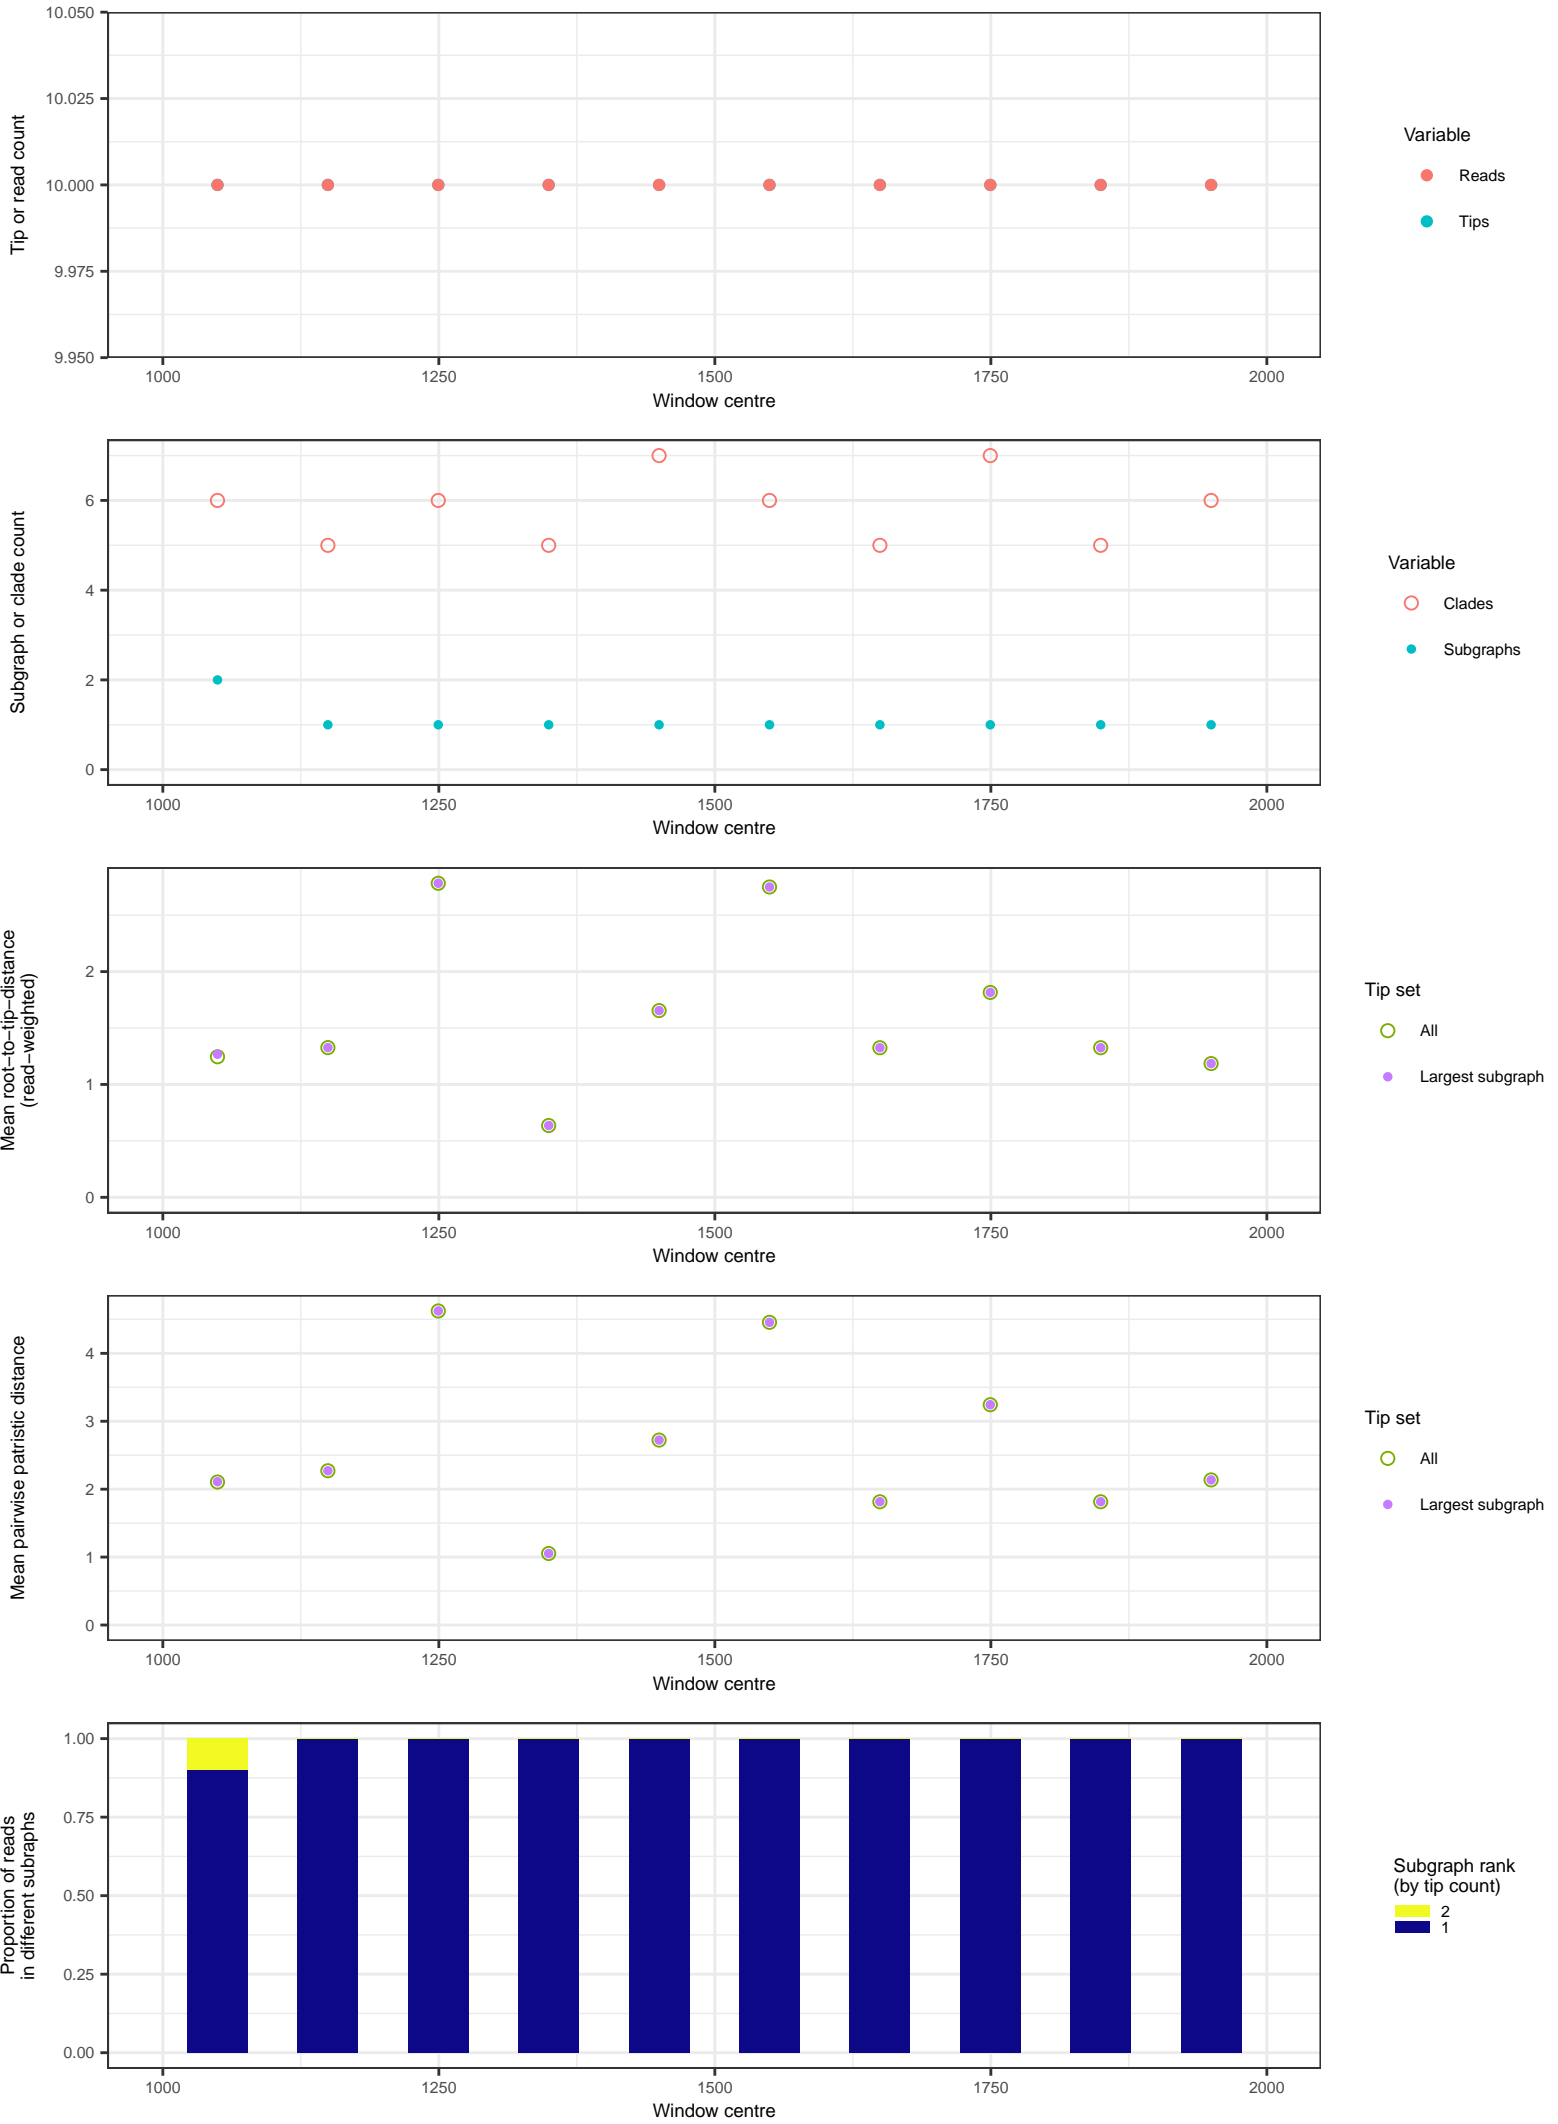 10.050
10.025
10.000
9.975
9.950
Tip or read count
1000 1250 1500 1750 2000
Window centre
Variable
Reads
Tips
6
4
2
0
Subgraph or clade count
1000 1250 1500 1750 2000
Window centre
Variable
Clades
Subgraphs
2
1
0
Mean root−to−tip−distance
(read−weighted)
1000 1250 1500 1750 2000
Window centre
Tip set
All
Largest subgraph
4
3
2
1
0
Mean pairwise patristic distance
1000 1250 1500 1750 2000
Window centre
Tip set
All
Largest subgraph
1.00
0.75
0.50
0.25
0.00
Proportion of reads
in different subraphs
1000 1250 1500 1750 2000
Window centre
Subgraph rank
(by tip count)
2
1